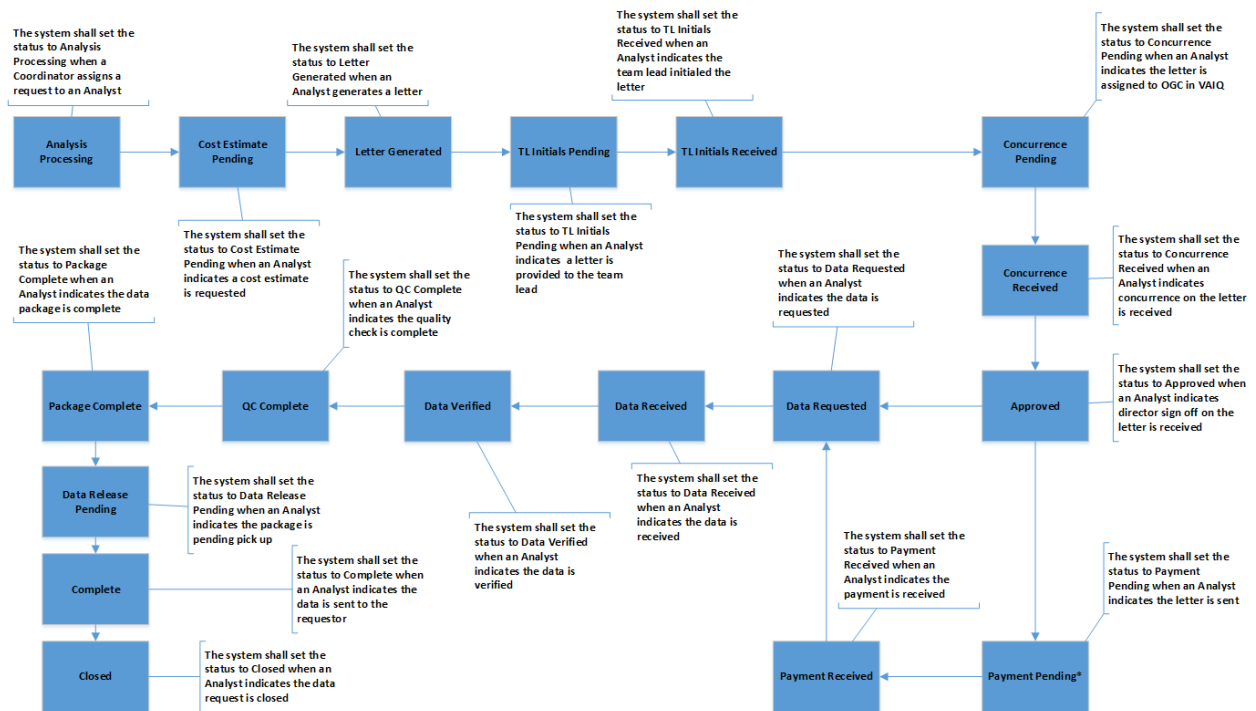 The system shall set the
status to Analysis
Processing when a
Coordinator assigns a
request to an Analyst
The system shall set the
status to Letter
Generated when an
Analyst generates a letter
The system shall set the
status to TL Initials
Received when an
Analyst indicates the
team lead initialed the
letter
The system shall set the
status to Concurrence
Pending when an Analyst
indicates the letter is
assigned to OGC in VAIQ
Analysis
Processing
Cost Estimate
Pending
Letter Generated
TL Initials Pending
TL Initials Received
Concurrence
Pending
The system shall set the
status to Cost Estimate
Pending when an Analyst
indicates a cost estimate
is requested
The system shall set the
status to TL Initials
Pending when an Analyst
indicates  a letter is
provided to the team
lead
The system shall set the
status to Package
Complete when an
Analyst indicates the data
package is complete
The system shall set the
status to QC Complete
when an Analyst
indicates the quality
check is complete
The system shall set the
status to Data Requested
when an Analyst
indicates the data is
requested
Concurrence
Received
The system shall set the
status to Concurrence
Received when an
Analyst indicates
concurrence on the letter
is received
Package Complete
QC Complete
Data Verified
Data Received
Data Requested
Approved
The system shall set the
status to Approved when
an Analyst indicates
director sign off on the
letter is received
Data Release
Pending
The system shall set the
status to Data Release
Pending when an Analyst
indicates the package is
pending pick up
The system shall set the
status to Data Verified
when an Analyst
indicates the data is
verified
The system shall set the
status to Data Received
when an Analyst
indicates the data is
received
The system shall set the
status to Payment
Received when an
Analyst indicates the
payment is received
The system shall set the
status to Payment
Pending when an Analyst
indicates the letter is sent
Complete
The system shall set the
status to Complete when
an Analyst indicates the
data is sent to the
requestor
Closed
The system shall set the
status to Closed when an
Analyst indicates the data
request is closed
Payment Received
Payment Pending*